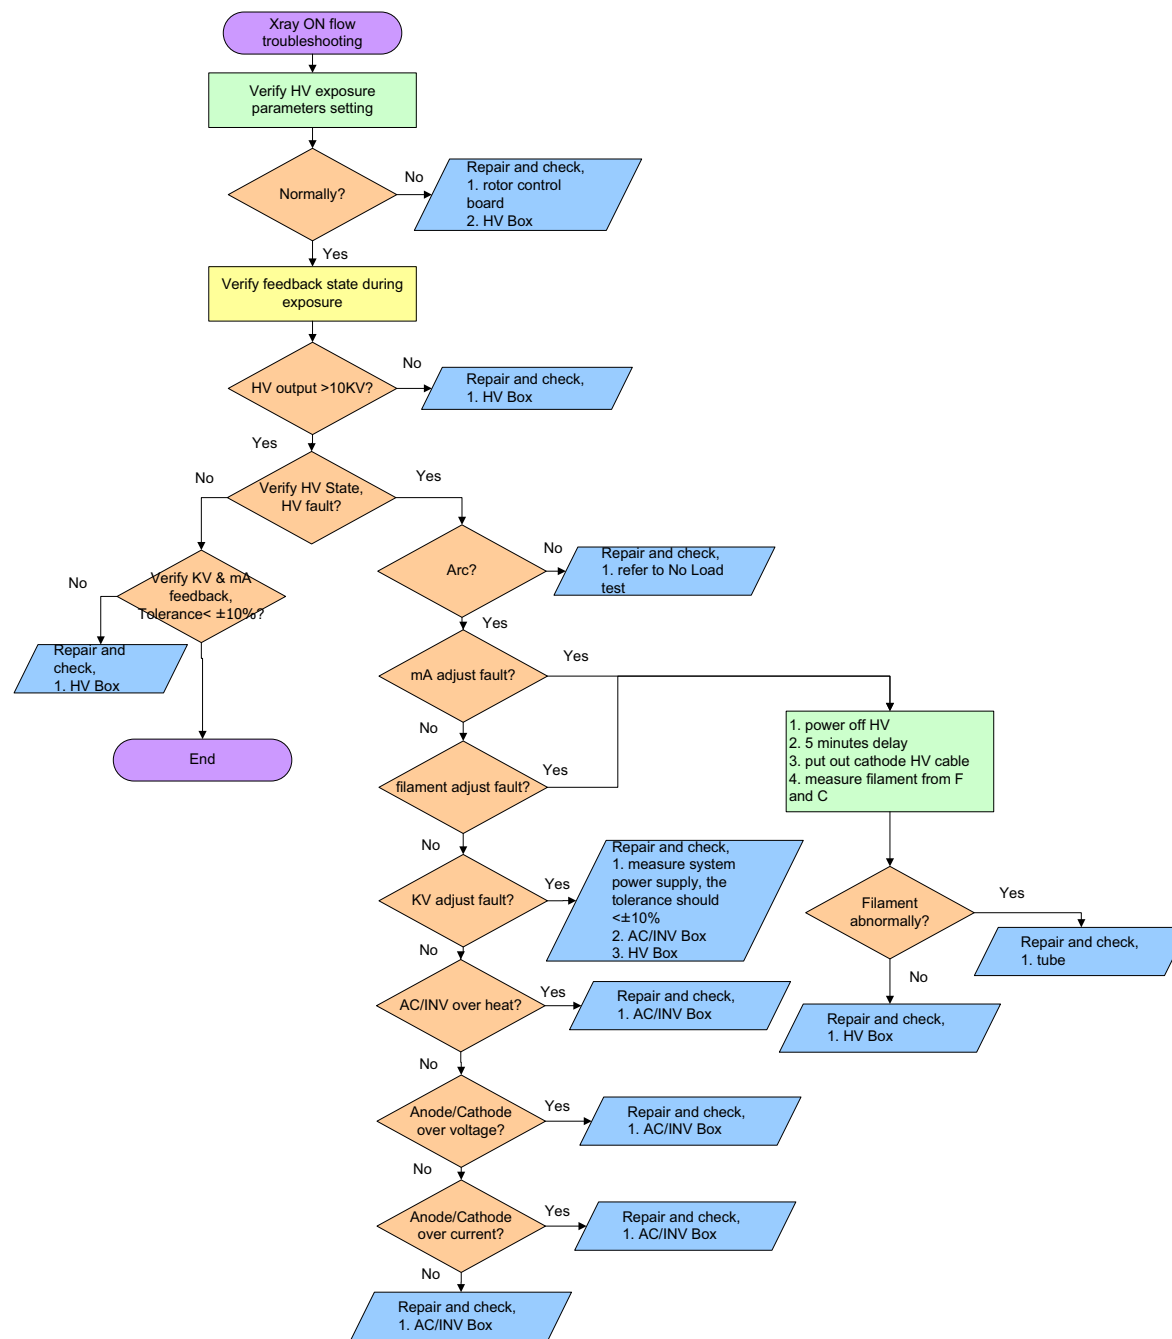 Xray ON flow
troubleshooting
Verify HV exposure
parameters setting
Normally?
No
Repair and check,
1. rotor control
board
2. HV Box
Yes
Verify feedback state during
exposure
HV output >10KV?
No
Repair and check,
1. HV Box
Yes
Verify HV State,
HV fault?
No
Yes
Verify KV & mA
feedback,
Tolerance< ±10%?
No
Repair and
check,
1. HV Box
End
Arc?
No
Repair and check,
1. refer to No Load
test
Yes
mA adjust fault?
Yes
No
filament adjust fault?
Yes
1. power off HV
2. 5 minutes delay
3. put out cathode HV cable
4. measure filament from F
and C
No
KV adjust fault?
Yes
Repair and check,
1. measure system
power supply, the
tolerance should
<±10%
2. AC/INV Box
3. HV Box
Filament
abnormally?
Yes
Repair and check,
1. tube
No
Repair and check,
1. HV Box
No
AC/INV over heat?
Yes
Repair and check,
1. AC/INV Box
No
Anode/Cathode
over voltage?
Yes
Repair and check,
1. AC/INV Box
No
Anode/Cathode
over current?
Yes
Repair and check,
1. AC/INV Box
No
Repair and check,
1. AC/INV Box